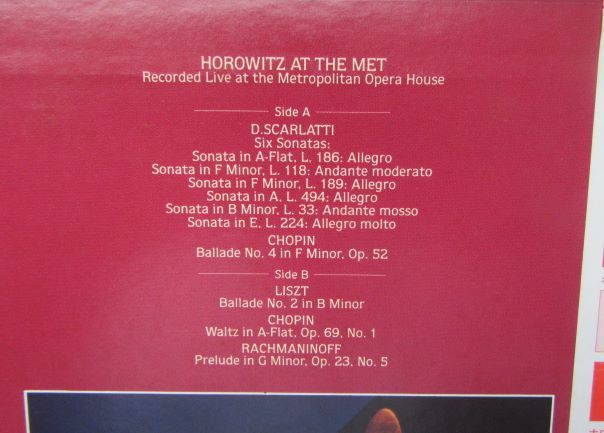 HOROWITZ AT THE MET
Recorded Live at the Metropolitan Opera House
Side A
D.SCARLATTI
Six Sonatas:
Sonata in A-Flat, L. 186: Allegro
Sonata in F Minor, L. 118: Andante moderato
Sonata in F Minor, L. 189: Allegro
Sonata in A, L. 494: Allegro
Sonata in B Minor, L. 33: Andante mosso
Sonata in E, L. 224: Allegro molto
CHOPIN
Ballade No. 4 in F Minor, Op. 52
Side B
LISZT
Ballade No. 2 in B Minor
CHOPIN
Waltz in A-Flat, Op. 69, No. 1
RACHMANINOFF
Prelude in G Minor, Op. 23, No. 5